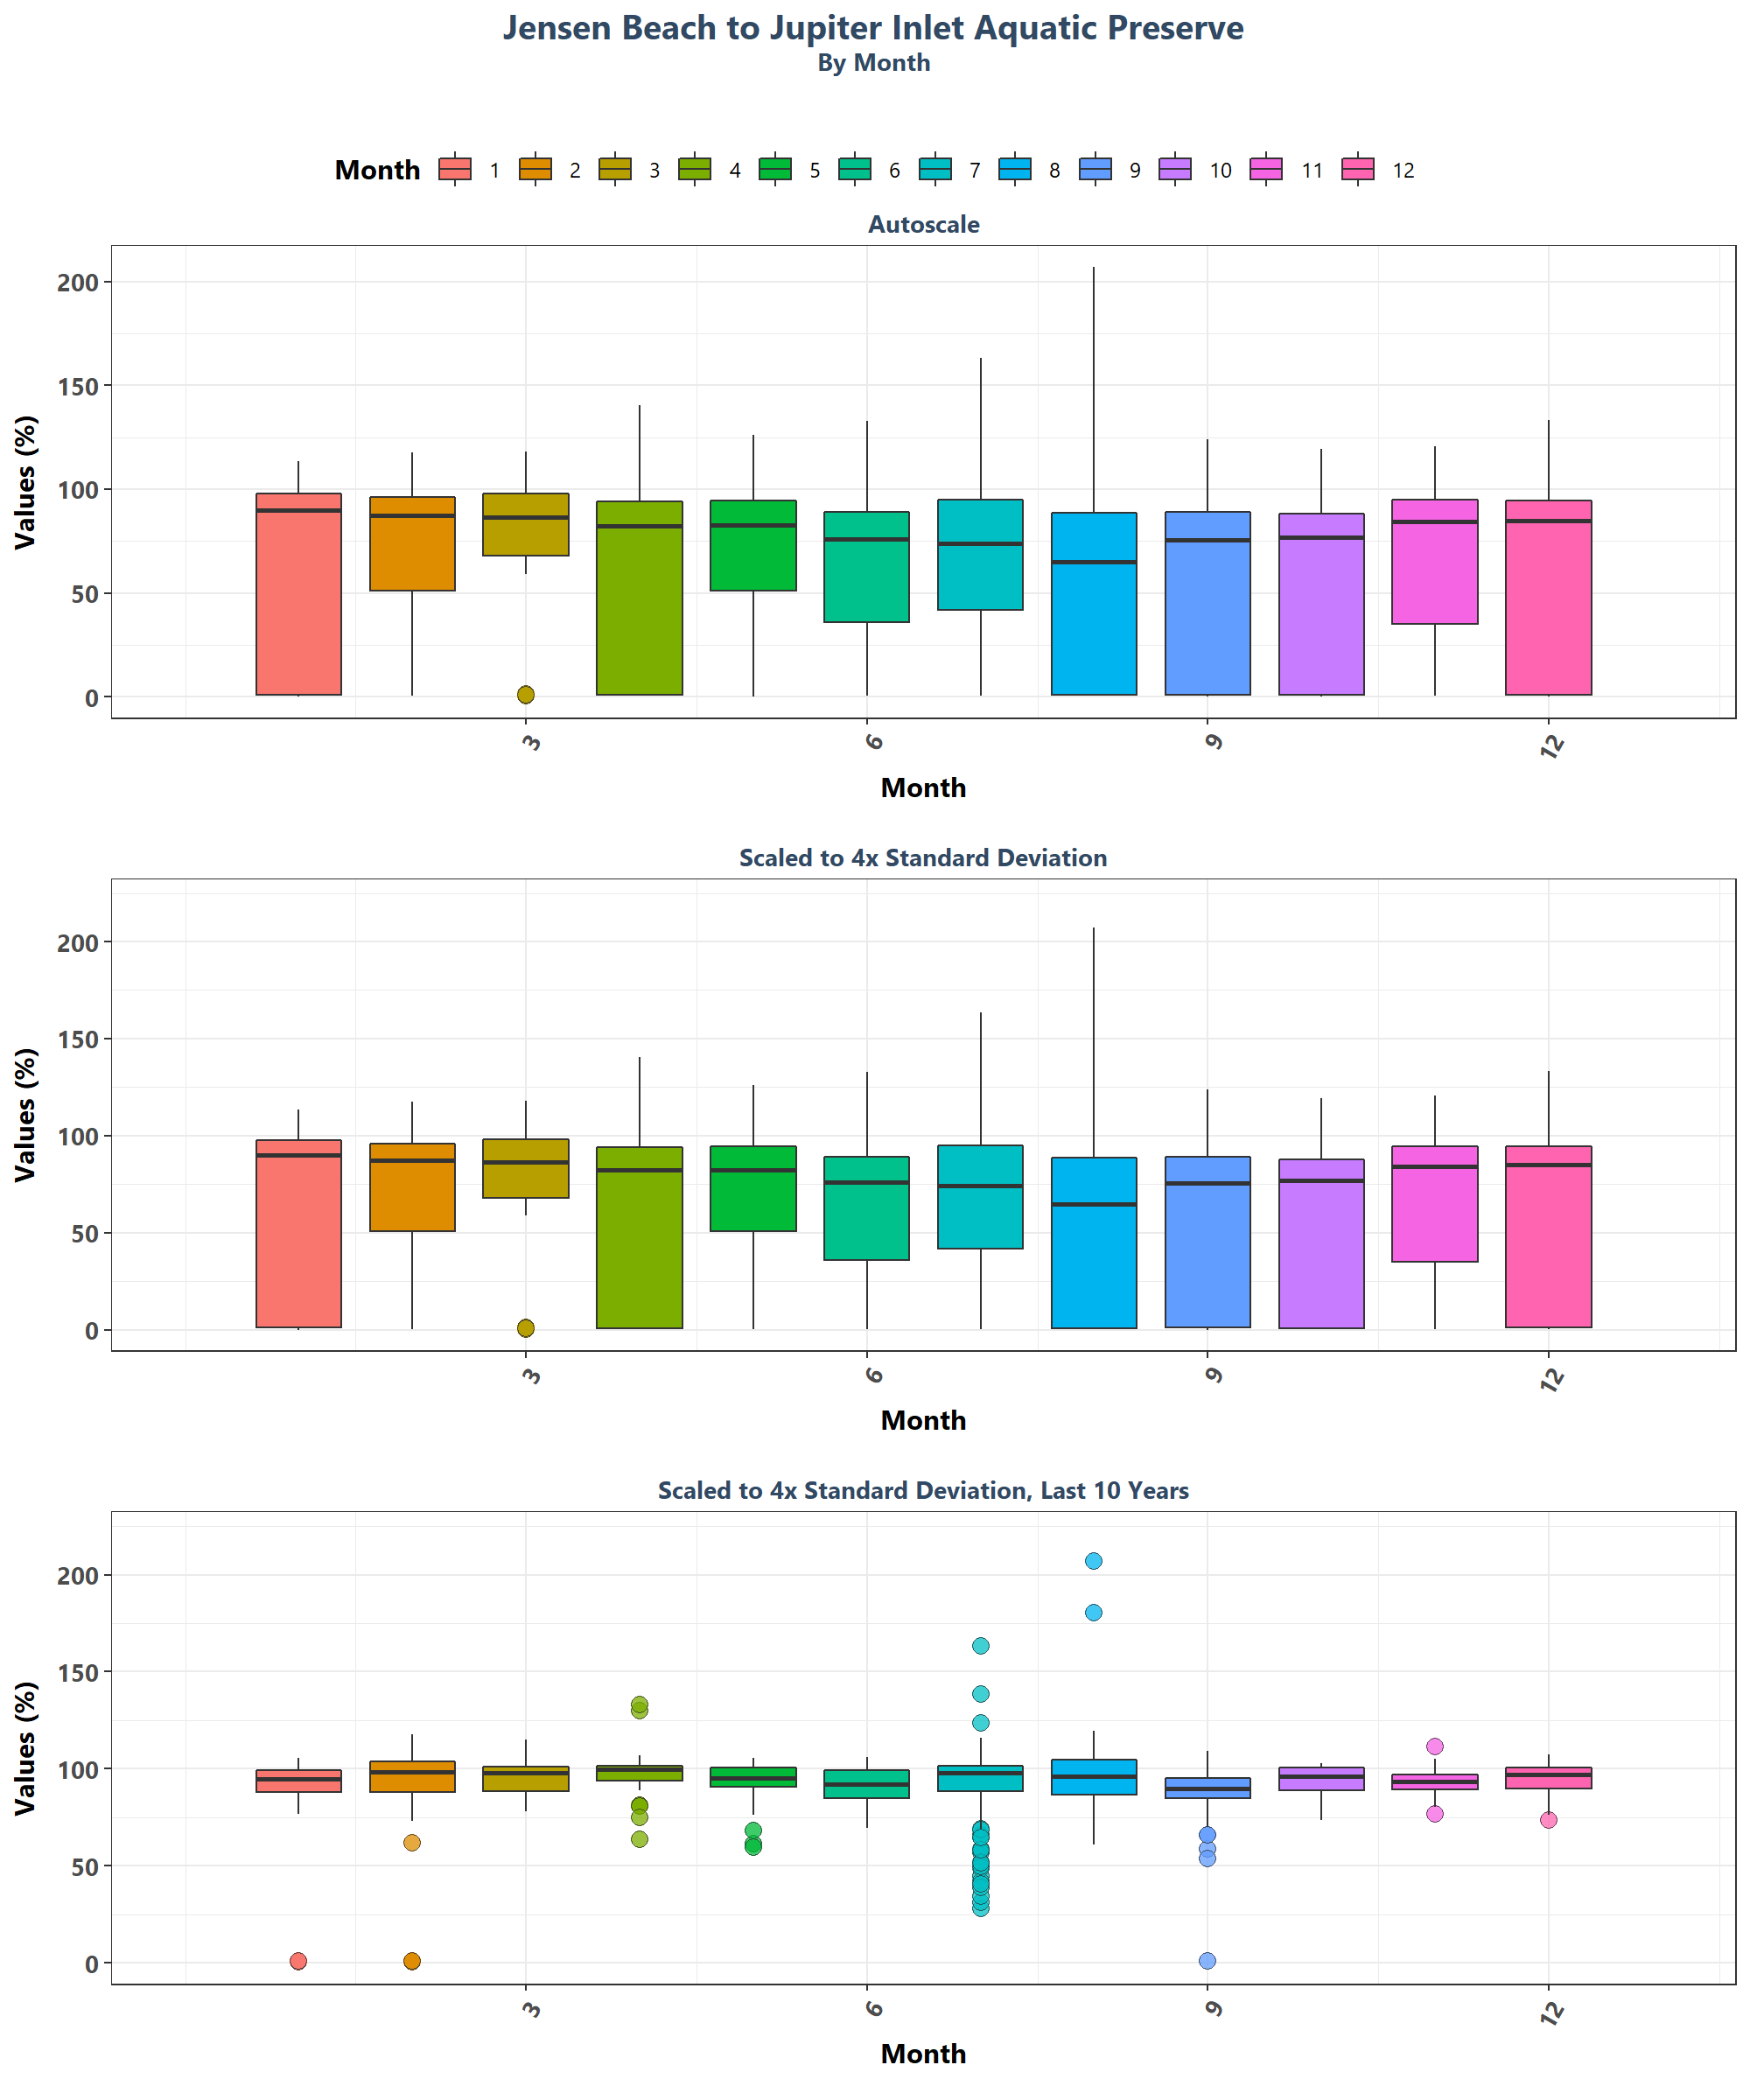 Jensen Beach to Jupiter Inlet Aquatic Preserve
By Month
Month 1 2 3 4 5 6 7 8 9 10 11 12
Autoscale
Values (%)
200
150
100
50
0
3 6 9 12
Month
Scaled to 4x Standard Deviation
Values (%)
200
150
100
50
0
3 6 9 12
Month
Scaled to 4x Standard Deviation, Last 10 Years
Values (%)
200
150
100
50
0
3 6 9 12
Month